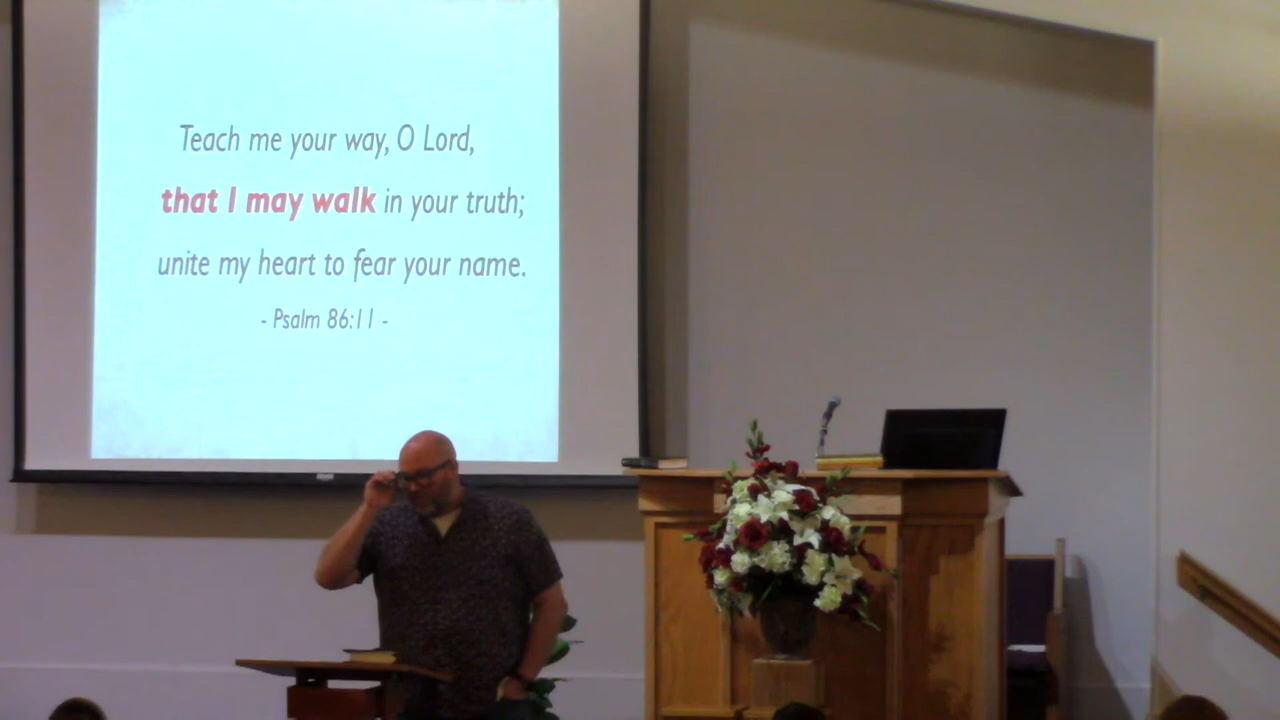 Teach me your way, O Lord,
that I may walk in your truth;
unite my heart to fear your name.
- Psalm 86:11 -